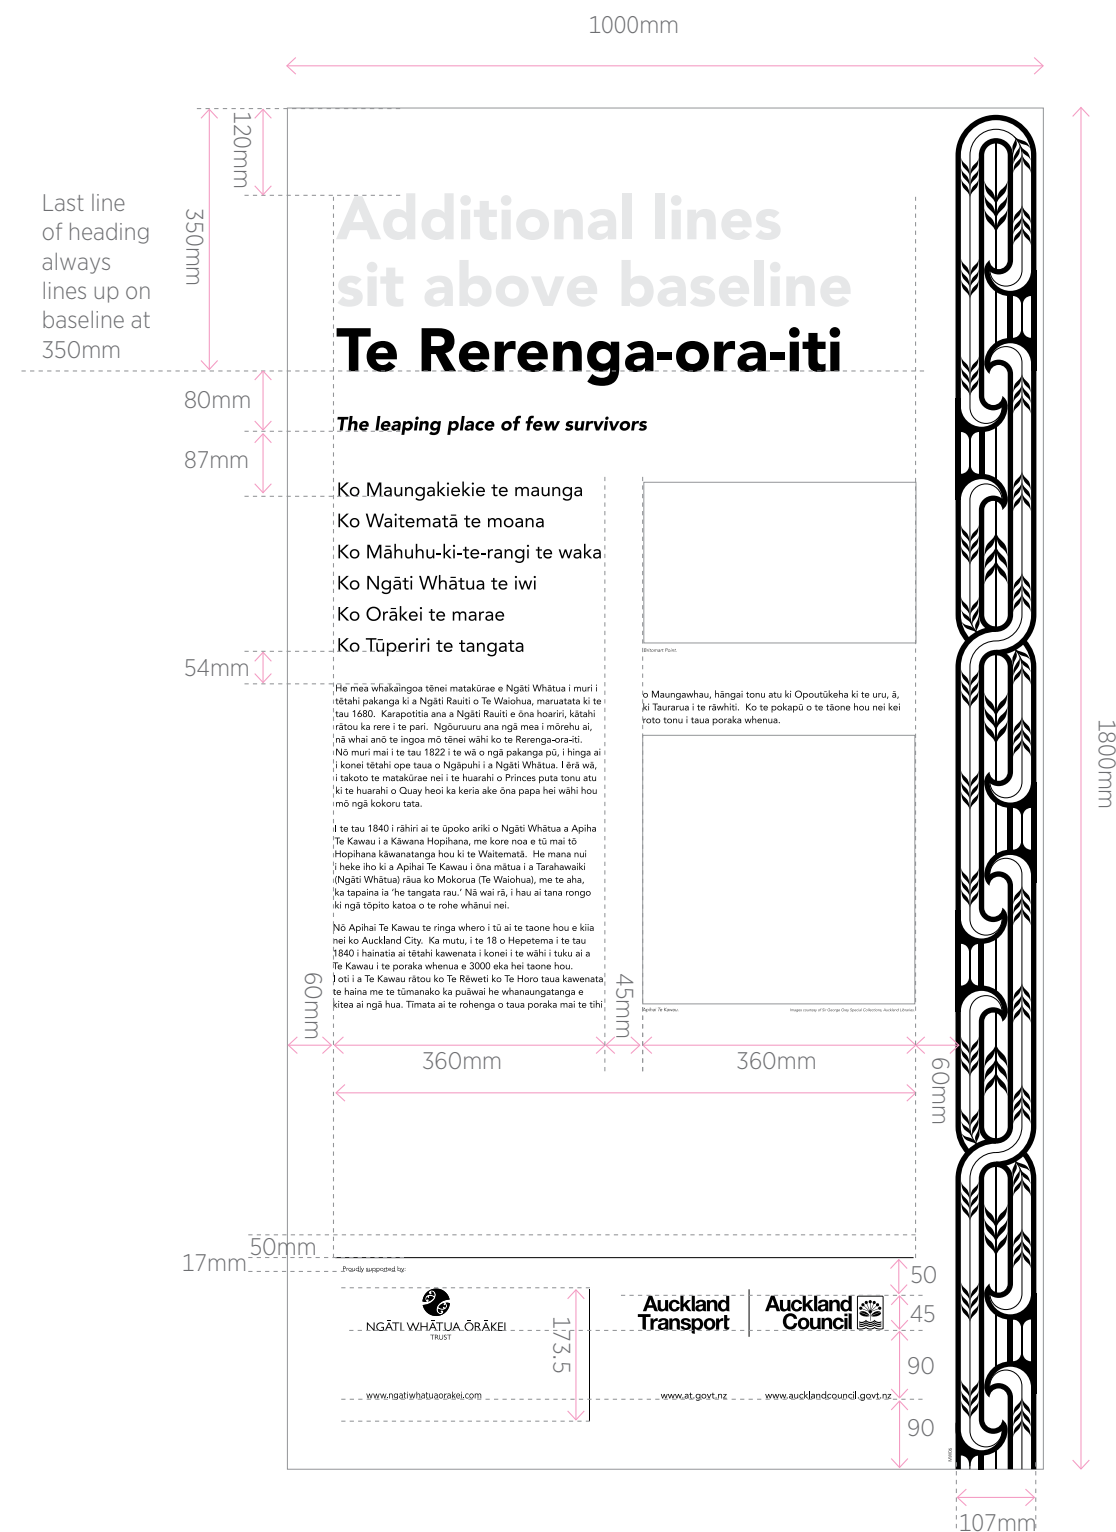 1000mm
120mm
350mm
Last line
of heading
always
lines up on
baseline at
350mm
Additional lines
sit above baseline
Te Rerenga-ora-iti
80mm
The leaping place of few survivors
87mm
Ko Maungakiekie te maunga
Ko Waitematā te moana
Ko Māhuhu-ki-te-rangi te waka
Ko Ngāti Whātua te iwi
Ko Orākei te marae
Ko Tūperiri te tangata
54mm
He mea whakaingoa tēnei matakūrae e Ngāti Whātua i muri i
tētahi pakanga ki a Ngāti Rauiti o Te Waiohua, maruatata ki te
tau 1680. Karapotitia ana a Ngāti Rauiti e ōna hoariri, kātahi
rātou ka rere i te pari. Ngōuruuru ana ngā mea i mōrehu ai,
nā whai anō te ingoa mō tēnei wāhi ko te Rerenga-ora-iti.
Nō muri mai i te tau 1822 i te wā o ngā pakanga pū, i hinga ai
i konei tētahi ope taua o Ngāpuhi i a Ngāti Whātua. I ērā wā,
i takoto te matakūrae nei i te huarahi o Princes puta tonu atu
ki te huarahi o Quay heoi ka keria ake ōna papa hei wāhi hou
mō ngā kokoru tata.
I te tau 1840 i rāhiri ai te ūpoko ariki o Ngāti Whātua a Apiha
Te Kawau i a Kāwana Hopihana, me kore noa e tū mai tō
Hopihana kāwanatanga hou ki te Waitematā. He mana nui
i heke iho ki a Apihai Te Kawau i ōna mātua i a Tarahawaiki
(Ngāti Whātua) rāua ko Mokorua (Te Waiohua), me te aha,
ka tapaina ia 'he tangata rau.' Nā wai rā, i hau ai tana rongo
ki ngā tōpito katoa o te rohe whānui nei.
Nō Apihai Te Kawau te ringa whero i tū ai te taone hou e kiia
nei ko Auckland City. Ka mutu, i te 18 o Hepetema i te tau
1840 i hainatia ai tētahi kawenata i konei i te wāhi i tuku ai a
Te Kawau i te poraka whenua e 3000 eka hei taone hou.
I oti i a Te Kawau rātou ko Te Rēweti ko Te Horo taua kawenata
te haina me te tūmanako ka puāwai he whanaungatanga e
kitea ai ngā hua. Tīmata ai te rohenga o taua poraka mai te tihi
Britomart Point.
o Maungawhau, hāngai tonu atu ki Opoutūkeha ki te uru, ā,
ki Taurarua i te rāwhiti. Ko te pokapū o te tāone hou nei kei
roto tonu i taua poraka whenua.
Apihai Te Kawau.
Images courtesy of Sir George Grey Special Collections, Auckland Libraries.
60mm
45mm
360mm
360mm
60mm
1800mm
50mm
17mm
Proudly supported by:
NGĀTI WHĀTUA ŌRĀKEI
TRUST
173.5
Auckland
Transport
Auckland
Council
50
45
90
90
www.ngatiwhatuaorakei.com
www.at.govt.nz
www.aucklandcouncil.govt.nz
107mm